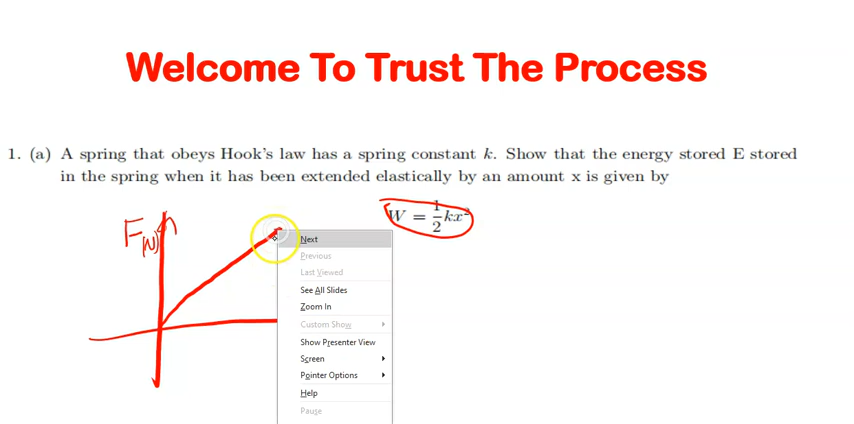 Welcome To Trust The Process
1. (a) A spring that obeys Hook's law has a spring constant k. Show that the energy stored E stored
in the spring when it has been extended elastically by an amount x is given by
W = 1/2 kx²
F(N)
Next
Previous
Last Viewed
See All Slides
Zoom In
Custom Show
Show Presenter View
Screen
Pointer Options
Help
Pause